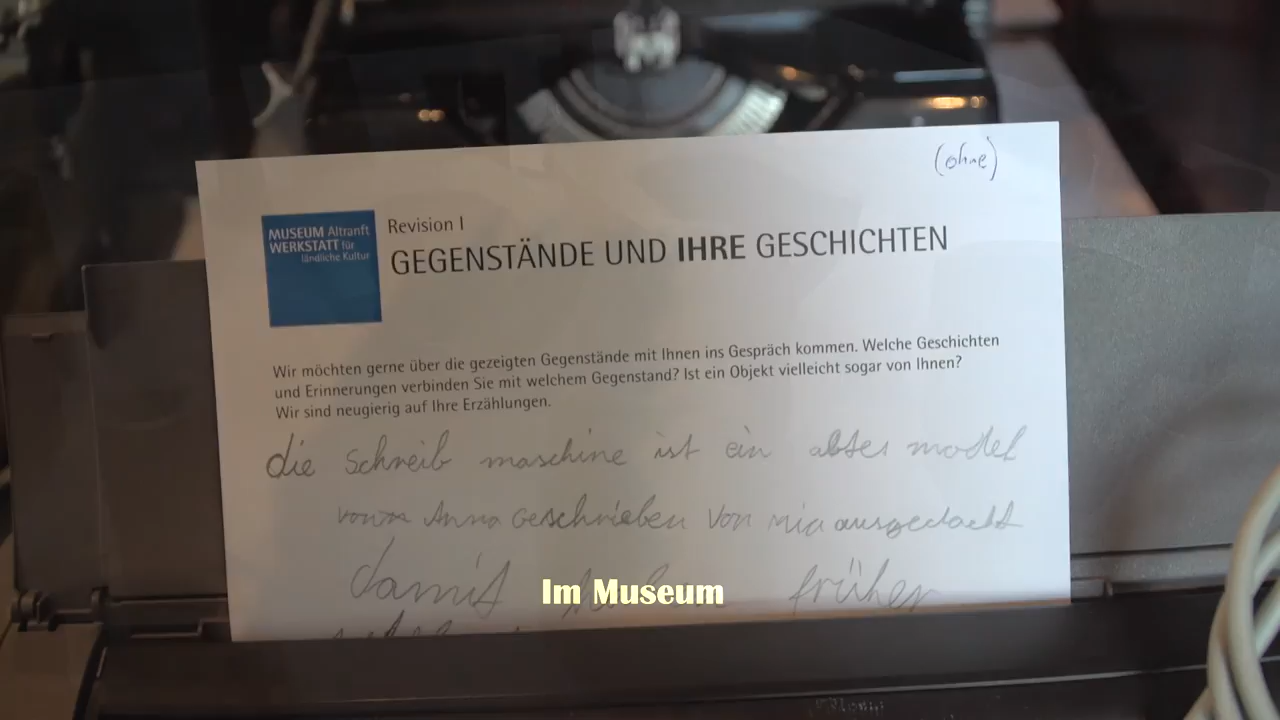 (ohne)
MUSEUM Altranft
WERKSTATT für
ländliche Kultur
Revision I
GEGENSTÄNDE UND IHRE GESCHICHTEN
Wir möchten gerne über die gezeigten Gegenstände mit Ihnen ins Gespräch kommen. Welche Geschichten
und Erinnerungen verbinden Sie mit welchem Gegenstand? Ist ein Objekt vielleicht sogar von Ihnen?
Wir sind neugierig auf Ihre Erzählungen.
die Schreib maschine ist ein altes model
Anna Geschrieben Von mia ausgedacht
damit früher
Im Museum